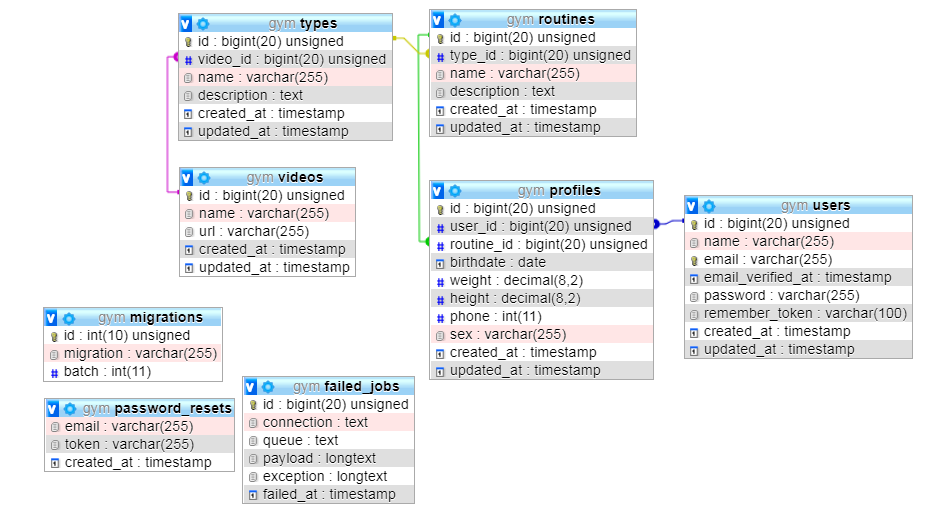 gym types
id : bigint(20) unsigned
video_id : bigint(20) unsigned
name : varchar(255)
description : text
created_at : timestamp
updated_at : timestamp
gym routines
id : bigint(20) unsigned
type_id : bigint(20) unsigned
name : varchar(255)
description : text
created_at : timestamp
updated_at : timestamp
gym videos
id : bigint(20) unsigned
name : varchar(255)
url : varchar(255)
created_at : timestamp
updated_at : timestamp
gym profiles
id : bigint(20) unsigned
user_id : bigint(20) unsigned
routine_id : bigint(20) unsigned
birthdate : date
weight : decimal(8,2)
height : decimal(8,2)
phone : int(11)
sex : varchar(255)
created_at : timestamp
updated_at : timestamp
gym users
id : bigint(20) unsigned
name : varchar(255)
email : varchar(255)
email_verified_at : timestamp
password : varchar(255)
remember_token : varchar(100)
created_at : timestamp
updated_at : timestamp
gym migrations
id : int(10) unsigned
migration : varchar(255)
batch : int(11)
gym password_resets
email : varchar(255)
token : varchar(255)
created_at : timestamp
gym failed_jobs
id : bigint(20) unsigned
connection : text
queue : text
payload : longtext
exception : longtext
failed_at : timestamp